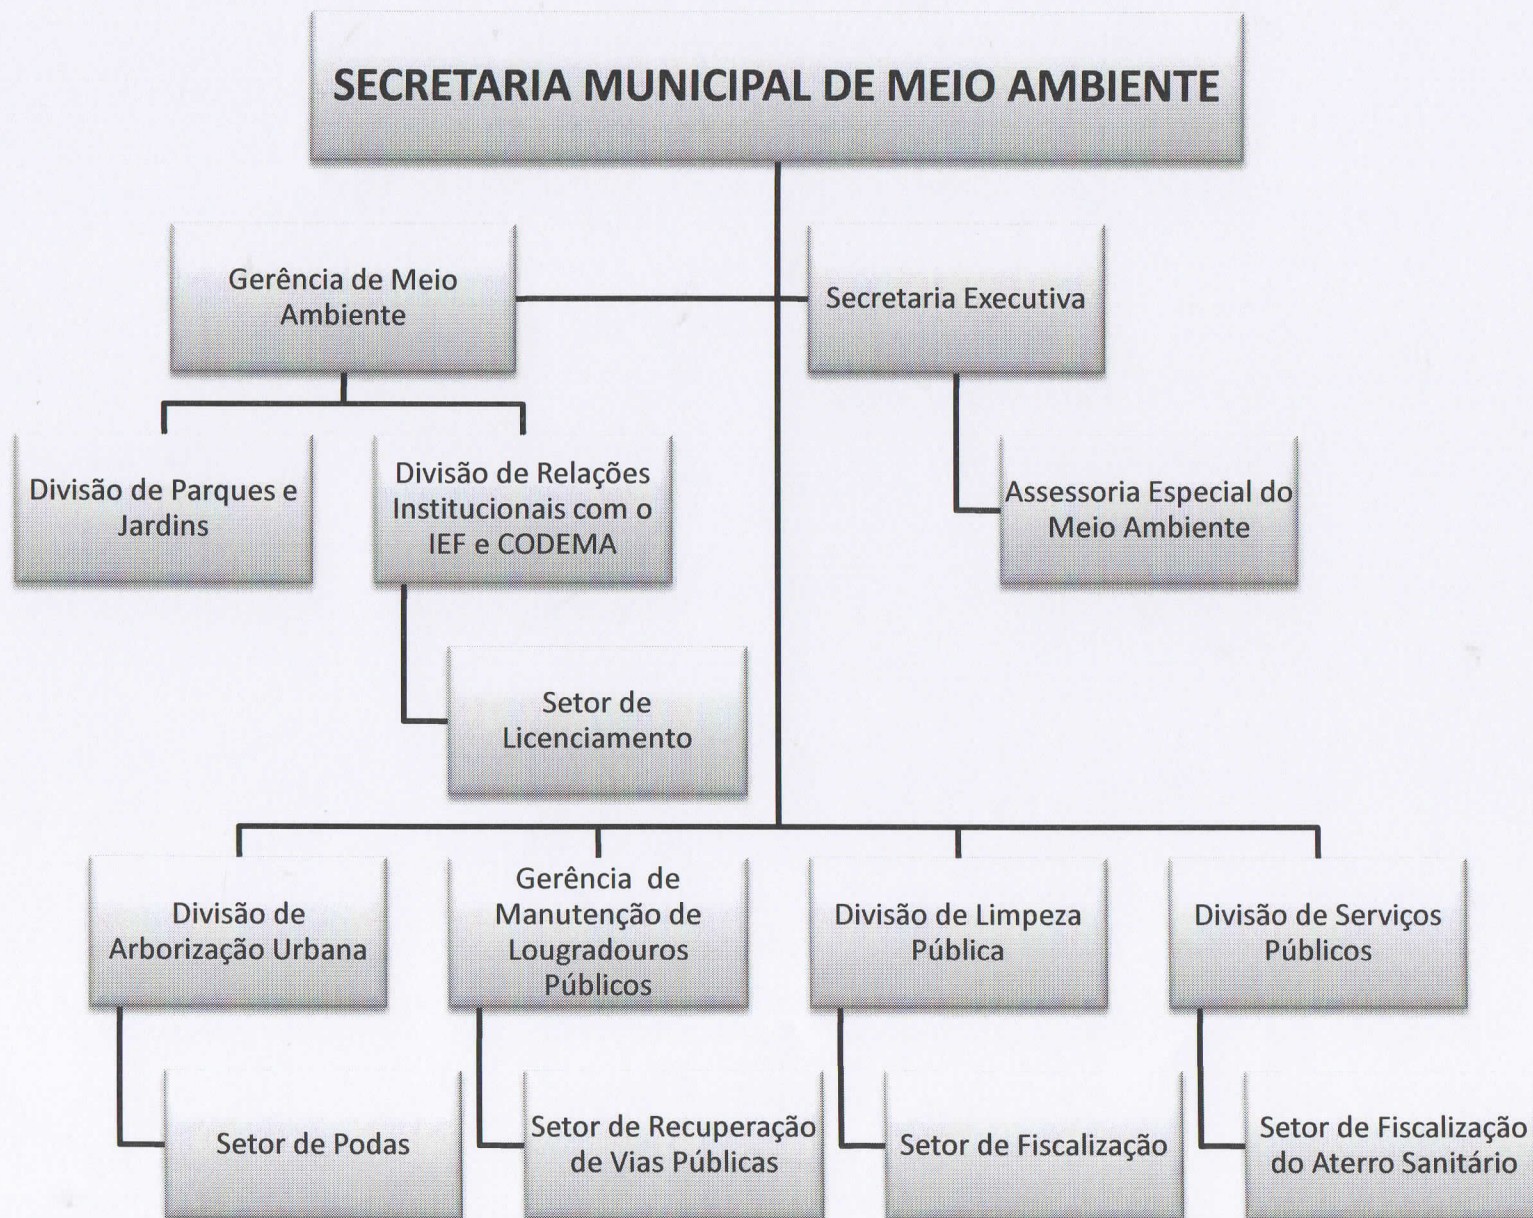 SECRETARIA MUNICIPAL DE MEIO AMBIENTE
Gerência de Meio
Ambiente
Secretaria Executiva
Divisão de Parques e
Jardins
Divisão de Relações
Institucionais com o
IEF e CODEMA
Assessoria Especial do
Meio Ambiente
Setor de
Licenciamento
Divisão de
Arborização Urbana
Gerência de
Manutenção de
Lougradouros
Públicos
Divisão de Limpeza
Pública
Divisão de Serviços
Públicos
Setor de Podas
Setor de Recuperação
de Vias Públicas
Setor de Fiscalização
Setor de Fiscalização
do Aterro Sanitário